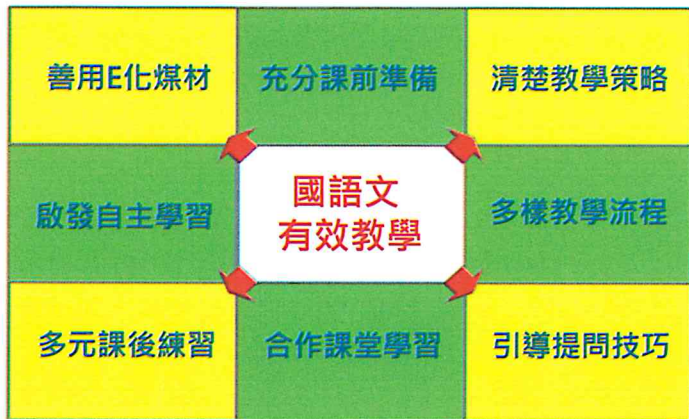 善用E化煤材
充分課前準備
清楚教學策略
啟發自主學習
國語文
有效教學
多樣教學流程
多元課後練習
合作課堂學習
引導提問技巧